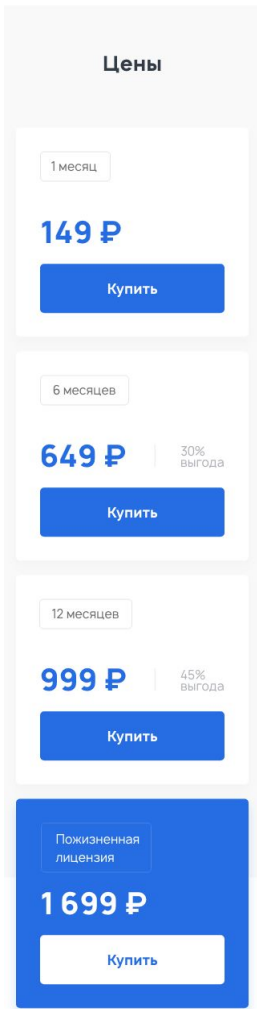 Цены
1 месяц
149 ₽
Купить
6 месяцев
649 ₽
30%
выгода
Купить
12 месяцев
999 ₽
45%
выгода
Купить
Пожизненная
лицензия
1 699 ₽
Купить